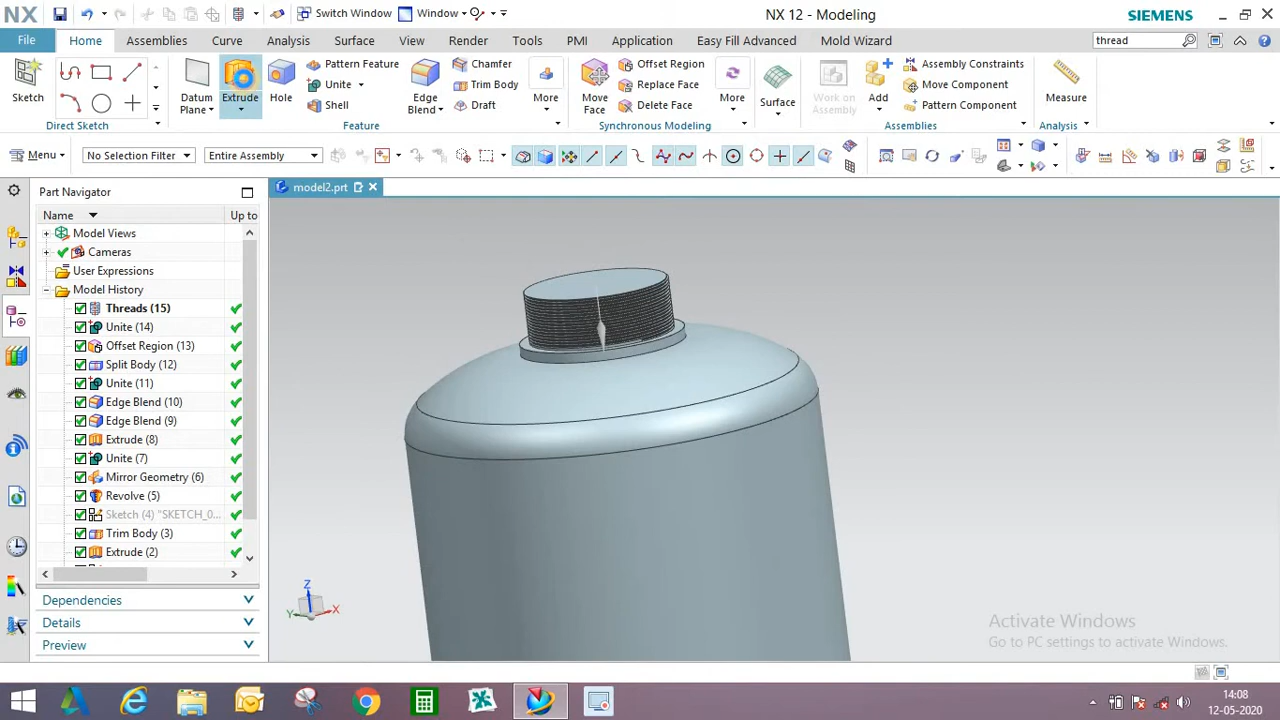 NX
Switch Window
Window
NX 12 - Modeling
SIEMENS
File
Home
Assemblies
Curve
Analysis
Surface
View
Render
Tools
PMI
Application
Easy Fill Advanced
Mold Wizard
thread
Sketch
Direct Sketch
Datum Plane
Extrude
Hole
Pattern Feature
Unite
Shell
Edge Blend
Chamfer
Trim Body
Draft
More
Feature
Move Face
Offset Region
Replace Face
Delete Face
More
Synchronous Modeling
Surface
Work on Assembly
Add
Assembly Constraints
Move Component
Pattern Component
Assemblies
Measure
Analysis
Menu
No Selection Filter
Entire Assembly
Part Navigator
model2.prt
Name
Up to
Model Views
Cameras
User Expressions
Model History
Threads (15)
Unite (14)
Offset Region (13)
Split Body (12)
Unite (11)
Edge Blend (10)
Edge Blend (9)
Extrude (8)
Unite (7)
Mirror Geometry (6)
Revolve (5)
Sketch (4) "SKETCH_0...
Trim Body (3)
Extrude (2)
Dependencies
Details
Preview
Z
Y
X
Activate Windows
Go to PC settings to activate Windows.
14:08
12-05-2020